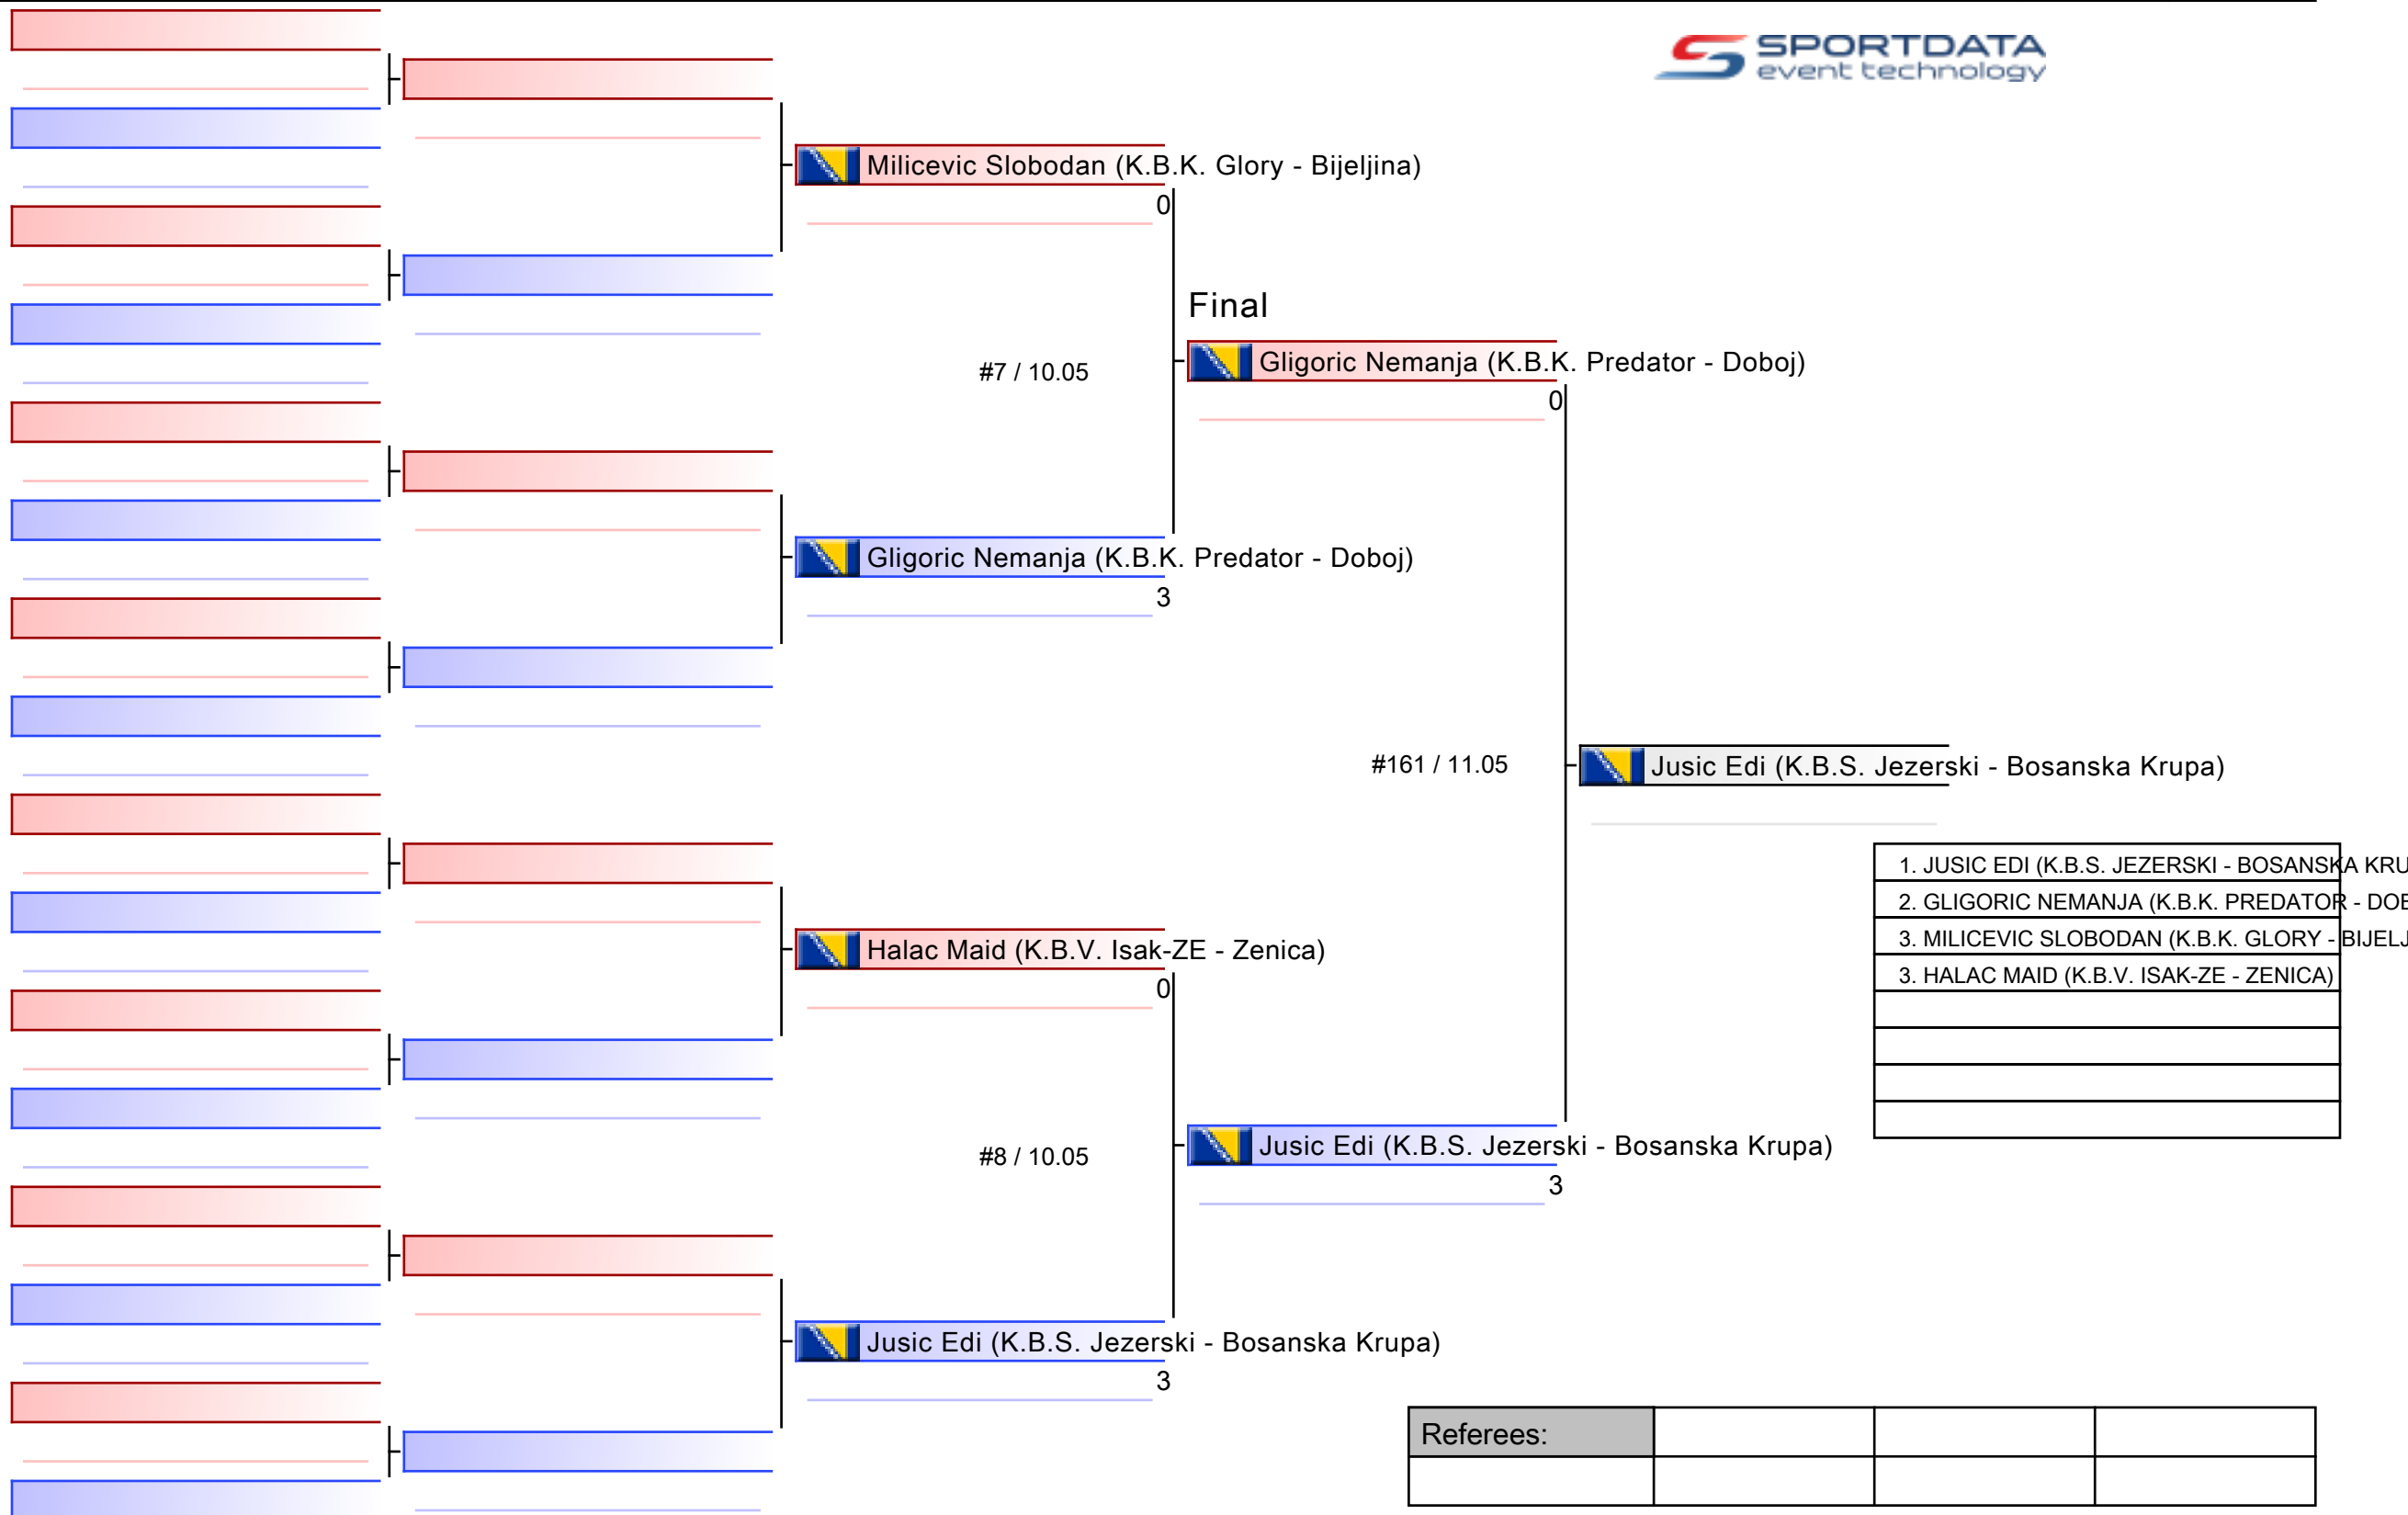 SPORTDATA
event technology
Milicevic Slobodan (K.B.K. Glory - Bijeljina)
0
Final
#7 / 10.05
Gligoric Nemanja (K.B.K. Predator - Doboj)
0
Gligoric Nemanja (K.B.K. Predator - Doboj)
3
#161 / 11.05
Jusic Edi (K.B.S. Jezerski - Bosanska Krupa)
1. JUSIC EDI (K.B.S. JEZERSKI - BOSANSKA KRU
2. GLIGORIC NEMANJA (K.B.K. PREDATOR - DOB
3. MILICEVIC SLOBODAN (K.B.K. GLORY - BIJELJ
3. HALAC MAID (K.B.V. ISAK-ZE - ZENICA)
Halac Maid (K.B.V. Isak-ZE - Zenica)
0
#8 / 10.05
Jusic Edi (K.B.S. Jezerski - Bosanska Krupa)
3
Jusic Edi (K.B.S. Jezerski - Bosanska Krupa)
3
Referees: